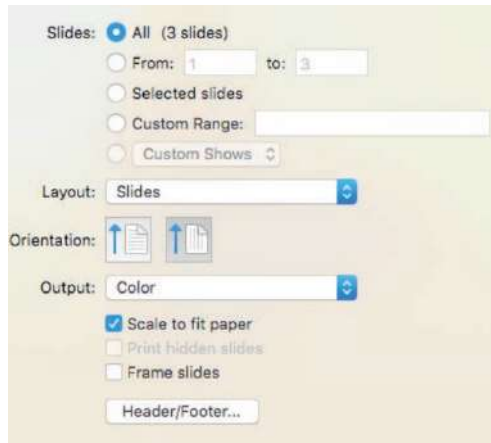 Slides: All (3 slides)
From: 1 to: 3
Selected slides
Custom Range:
Custom Shows
Layout: Slides
Orientation:
Output: Color
Scale to fit paper
Print hidden slides
Frame slides
Header/Footer...